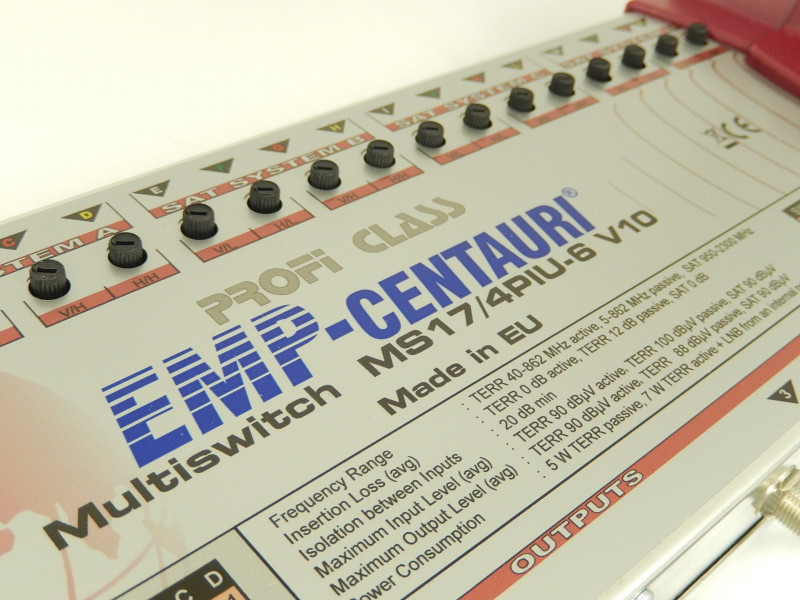 C D E F G H I
STEM A SAT SYSTEM B SAT SYSTEM C
V/H H/H V/L H/L V/H H/H
PROFI CLASS
EMP-CENTAURI®
Multiswitch MS17/4PIU-6 V10
Made in EU
CE
Frequency Range : TERR 40-862 MHz active, 5-862 MHz passive, SAT 950-2300 MHz
Insertion Loss (avg) : TERR 0 dB active, TERR 12 dB passive, SAT 0 dB
Isolation between Inputs : 20 dB min
Maximum Input Level (avg) : TERR 90 dBµV active, TERR 100 dBµV passive, SAT 90 dBµV
Maximum Output Level (avg) : TERR 90 dBµV active, TERR 88 dBµV passive, SAT 90 dBµV
Power Consumption : 5 W TERR passive, 7 W TERR active + LNB from an internal
OUTPUTS
3
C D